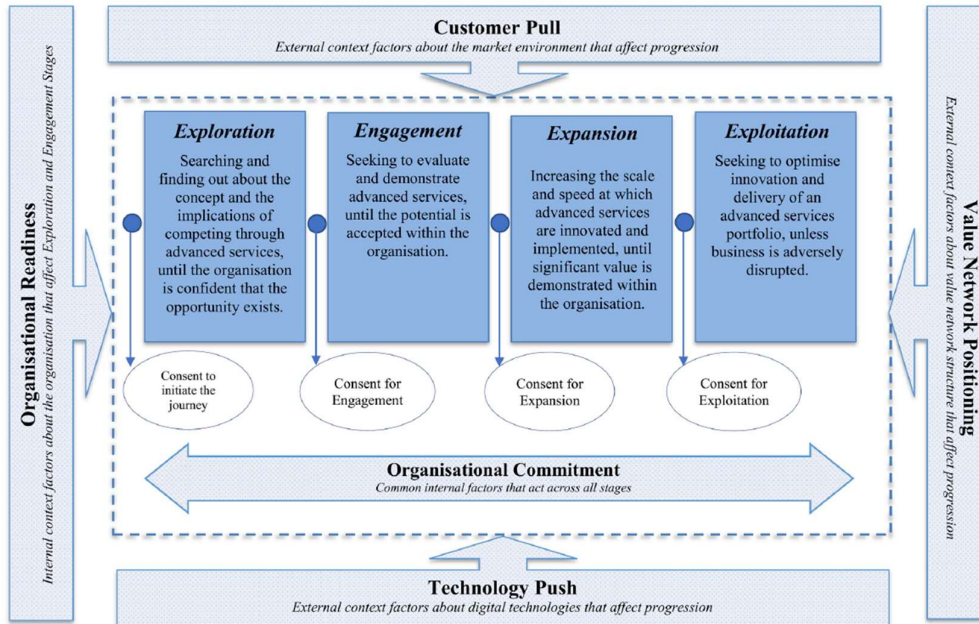 Customer Pull
External context factors about the market environment that affect progression
Organisational Readiness
Internal context factors about the organisation that affect Exploration and Engagement Stages
Exploration
Searching and
finding out about the
concept and the
implications of
competing through
advanced services,
until the organisation
is confident that the
opportunity exists.
Engagement
Seeking to evaluate
and demonstrate
advanced services,
until the potential is
accepted within the
organisation.
Expansion
Increasing the scale
and speed at which
advanced services
are innovated and
implemented, until
significant value is
demonstrated within
the organisation.
Exploitation
Seeking to optimise
innovation and
delivery of an
advanced services
portfolio, unless
business is adversely
disrupted.
Consent to
initiate the
journey
Consent for
Engagement
Consent for
Expansion
Consent for
Exploitation
Organisational Commitment
Common internal factors that act across all stages
Value Network Positioning
External context factors about value network structure that affect progression
Technology Push
External context factors about digital technologies that affect progression